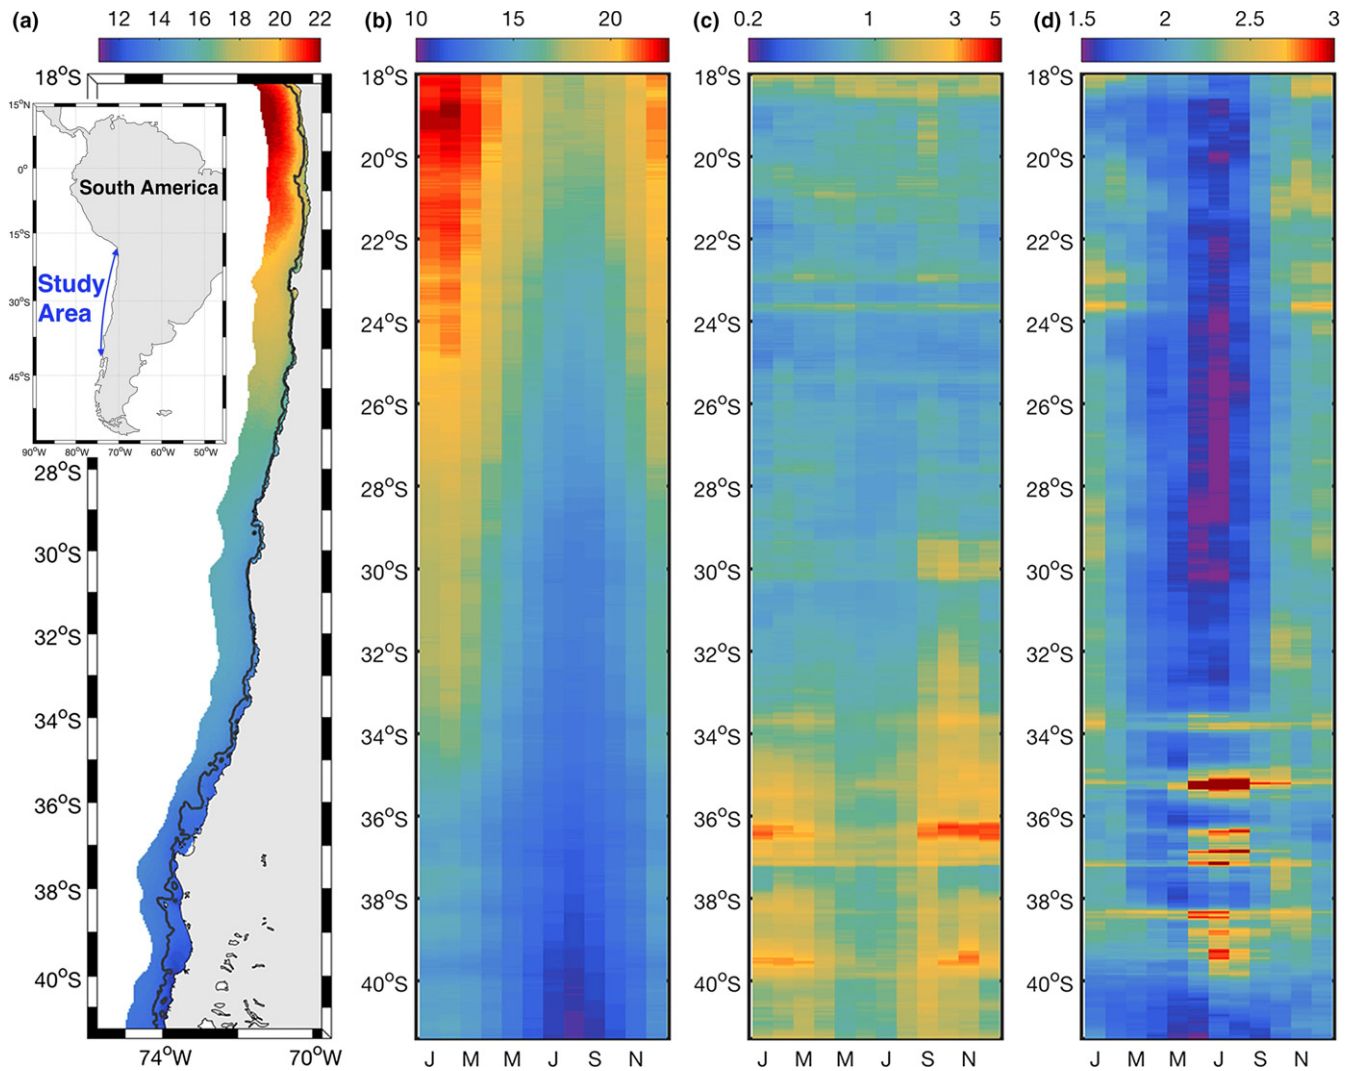 (a) 12 14 16 18 20 22
(b) 10 15 20
(c) 0.2 1 3 5
(d) 1.5 2 2.5 3
18°S
28°S
30°S
32°S
34°S
36°S
38°S
40°S
74°W 70°W
15°N
0°
15°S
30°S
45°S
90°W 80°W 70°W 60°W 50°W
South America
Study
Area
18°S
20°S
22°S
24°S
26°S
28°S
30°S
32°S
34°S
36°S
38°S
40°S
J M M J S N
18°S
20°S
22°S
24°S
26°S
28°S
30°S
32°S
34°S
36°S
38°S
40°S
J M M J S N
18°S
20°S
22°S
24°S
26°S
28°S
30°S
32°S
34°S
36°S
38°S
40°S
J M M J S N